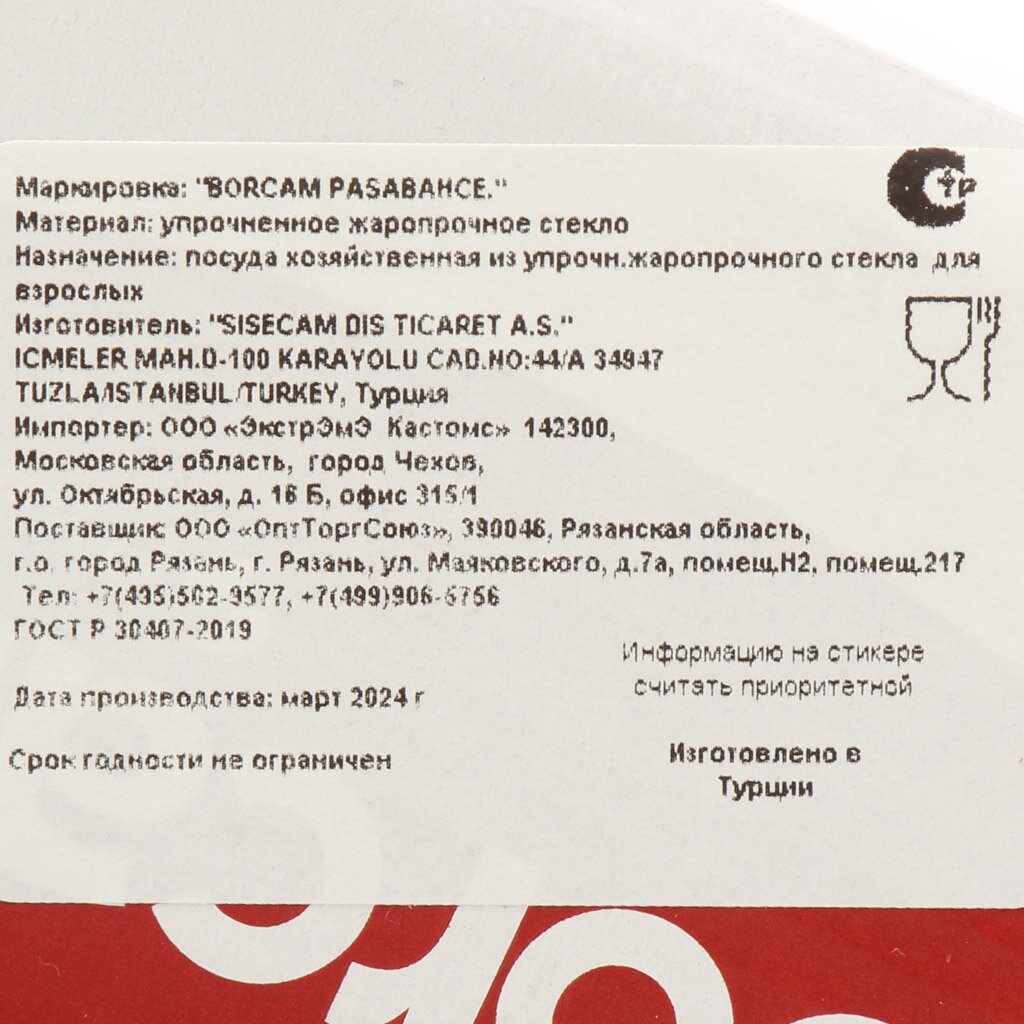 Маркировка: "BORCAM PASABAHCE."
Материал: упрочненное жаропрочное стекло
Назначение: посуда хозяйственная из упрочн.жаропрочного стекла для
взрослых
Изготовитель: "SISECAM DIS TICARET A.S."
ICMELER MAH.D-100 KARAYOLU CAD.NO:44/A 34947
TUZLA/ISTANBUL/TURKEY, Турция
Импортер: ООО «ЭкстрЭмЭ Кастомс» 142300,
Московская область, город Чехов,
ул. Октябрьская, д. 16 Б, офис 315/1
Поставщик: ООО «ОптТоргСоюз», 390046, Рязанская область,
г.о. город Рязань, г. Рязань, ул. Маяковского, д.7а, помещ.Н2, помещ.217
Тел: +7(495)502-9577, +7(499)906-5756
ГОСТ Р 30407-2019
Информацию на стикере
считать приоритетной
Дата производства: март 2024 г
Срок годности не ограничен
Изготовлено в
Турции